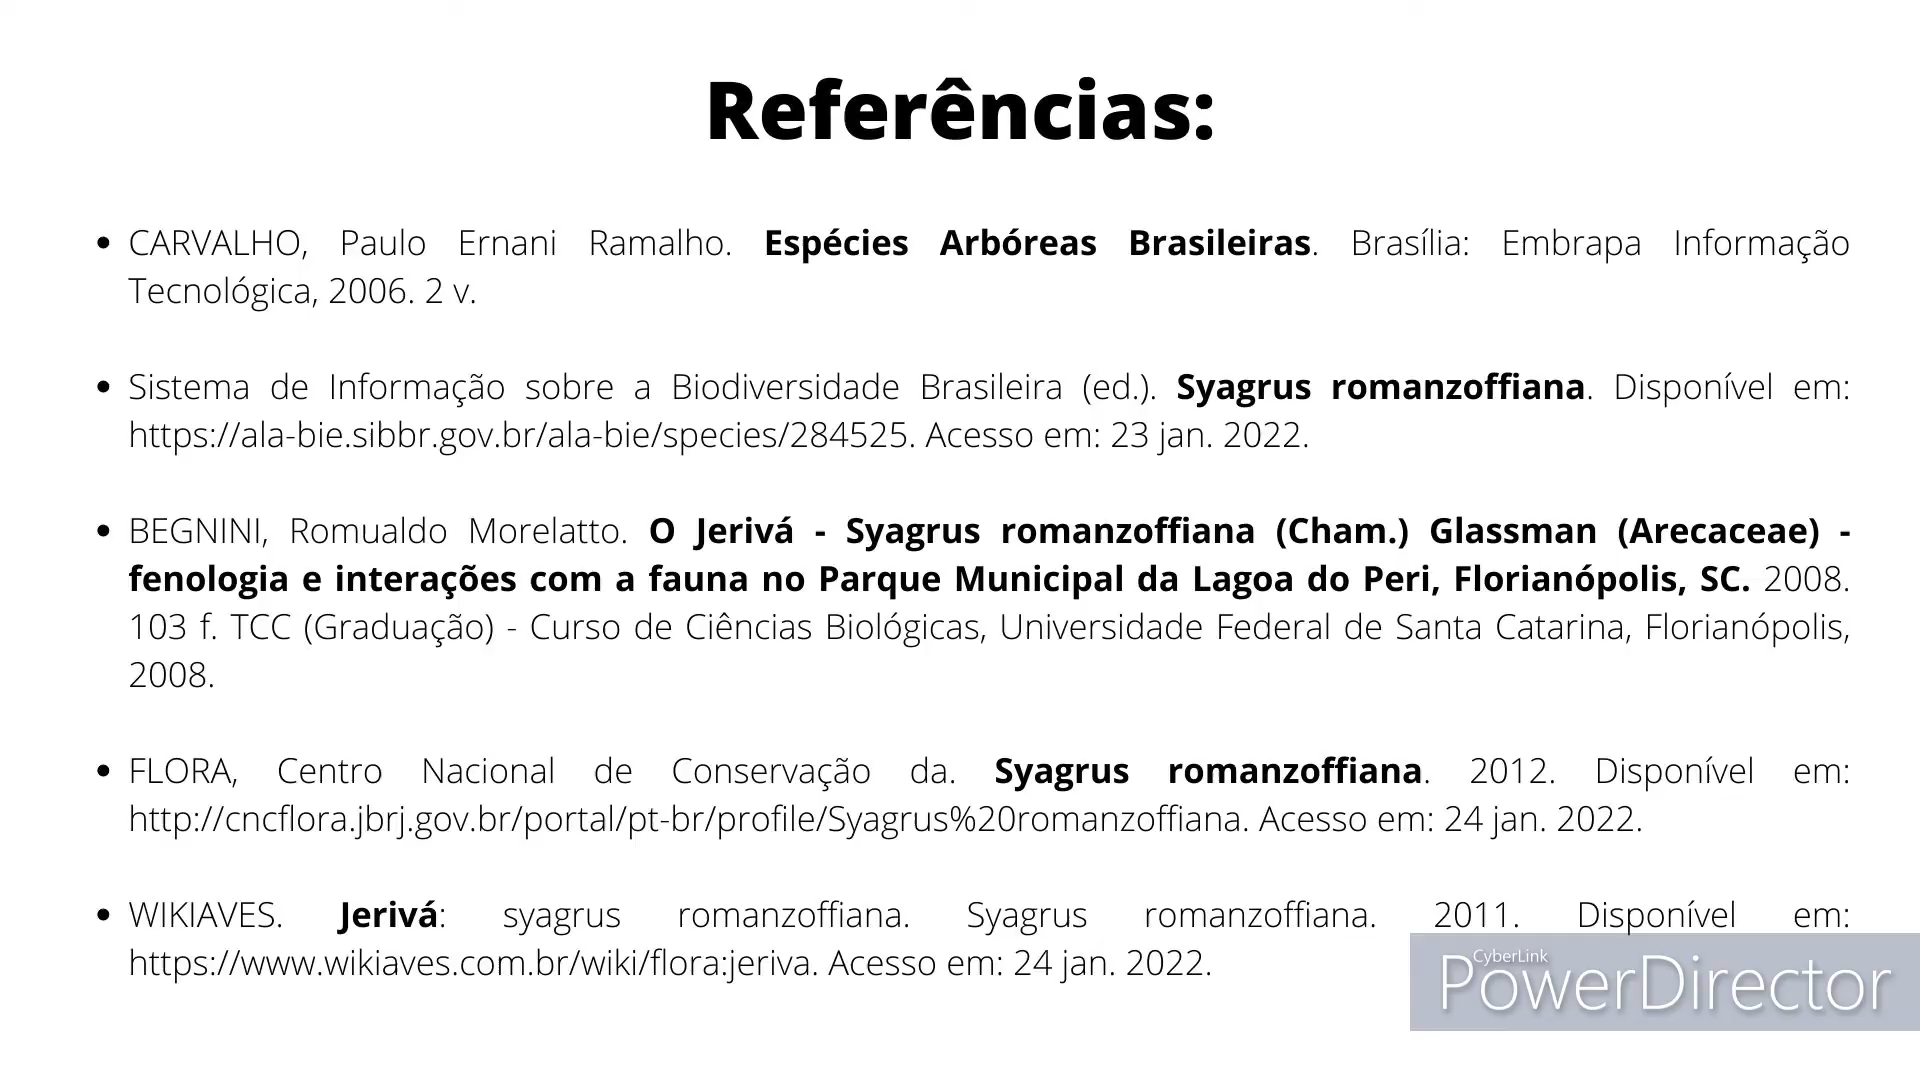 Referências:
• CARVALHO, Paulo Ernani Ramalho. Espécies Arbóreas Brasileiras. Brasília: Embrapa Informação
Tecnológica, 2006. 2 v.
• Sistema de Informação sobre a Biodiversidade Brasileira (ed.). Syagrus romanzoffiana. Disponível em:
https://ala-bie.sibbr.gov.br/ala-bie/species/284525. Acesso em: 23 jan. 2022.
• BEGNINI, Romualdo Morelatto. O Jerivá - Syagrus romanzoffiana (Cham.) Glassman (Arecaceae) -
fenologia e interações com a fauna no Parque Municipal da Lagoa do Peri, Florianópolis, SC. 2008.
103 f. TCC (Graduação) - Curso de Ciências Biológicas, Universidade Federal de Santa Catarina, Florianópolis,
2008.
• FLORA, Centro Nacional de Conservação da. Syagrus romanzoffiana. 2012. Disponível em:
http://cncflora.jbrj.gov.br/portal/pt-br/profile/Syagrus%20romanzoffiana. Acesso em: 24 jan. 2022.
• WIKIAVES. Jerivá: syagrus romanzoffiana. Syagrus romanzoffiana. 2011. Disponível em:
https://www.wikiaves.com.br/wiki/flora:jeriva. Acesso em: 24 jan. 2022.
CyberLink
PowerDirector